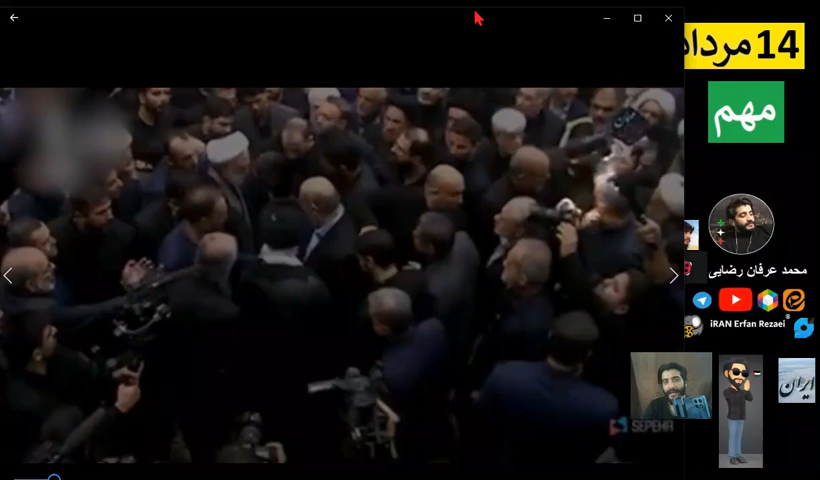 14 مرداد
مهم
محمد عرفان رضایی
iRAN Erfan Rezaei
ایران
SEPEHR